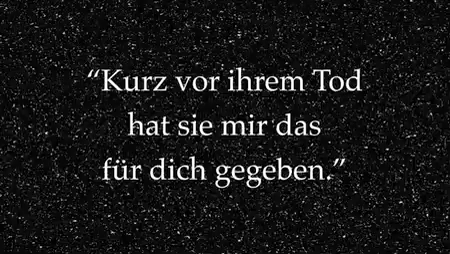 “Kurz vor ihrem Tod
hat sie mir das
für dich gegeben.”